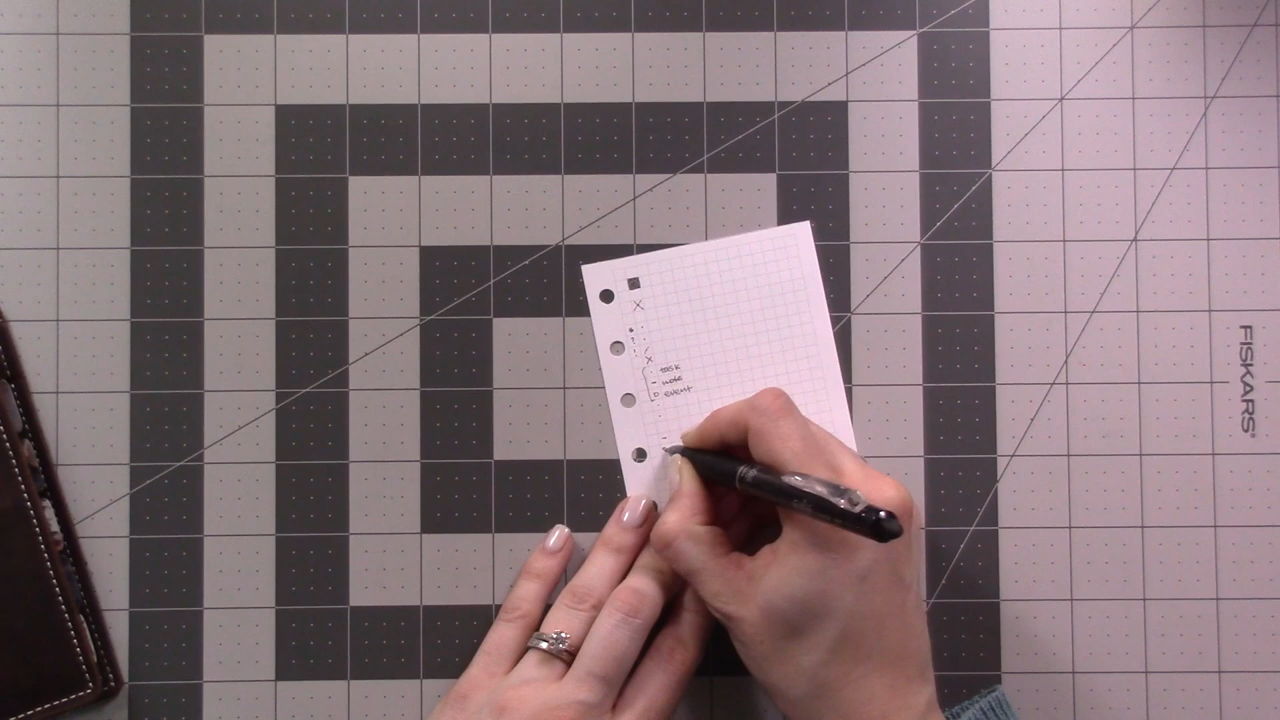 X
X
· task
– note
o event
FISKARS®